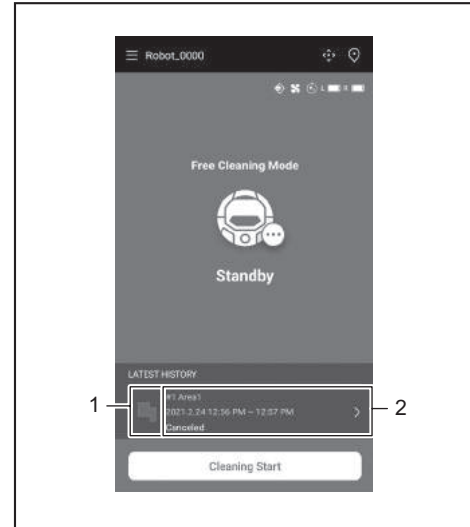 Robot_0000
L R
Free Cleaning Mode
Standby
LATEST HISTORY
#1 Area1
2021.2.24 12:56 PM ~ 12:57 PM
Canceled
1
2
Cleaning Start